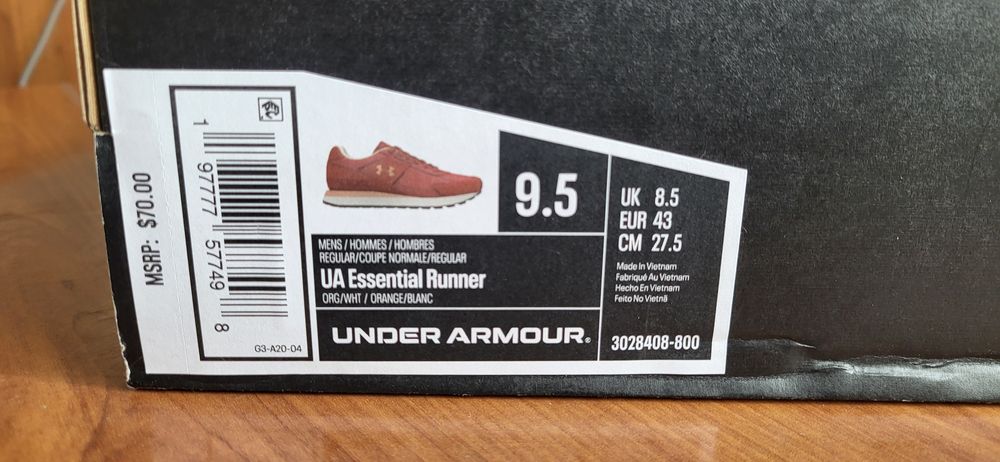 MSRP: $70.00
1 97777 57749 8
G3-A20-04
MENS / HOMMES / HOMBRES
REGULAR/COUPE NORMALE/REGULAR
UA Essential Runner
ORG/WHT / ORANGE/BLANC
UNDER ARMOUR®
9.5
UK 8.5
EUR 43
CM 27.5
Made In Vietnam
Fabriqué Au Vietnam
Hecho En Vietnam
Feito No Vietnã
3028408-800